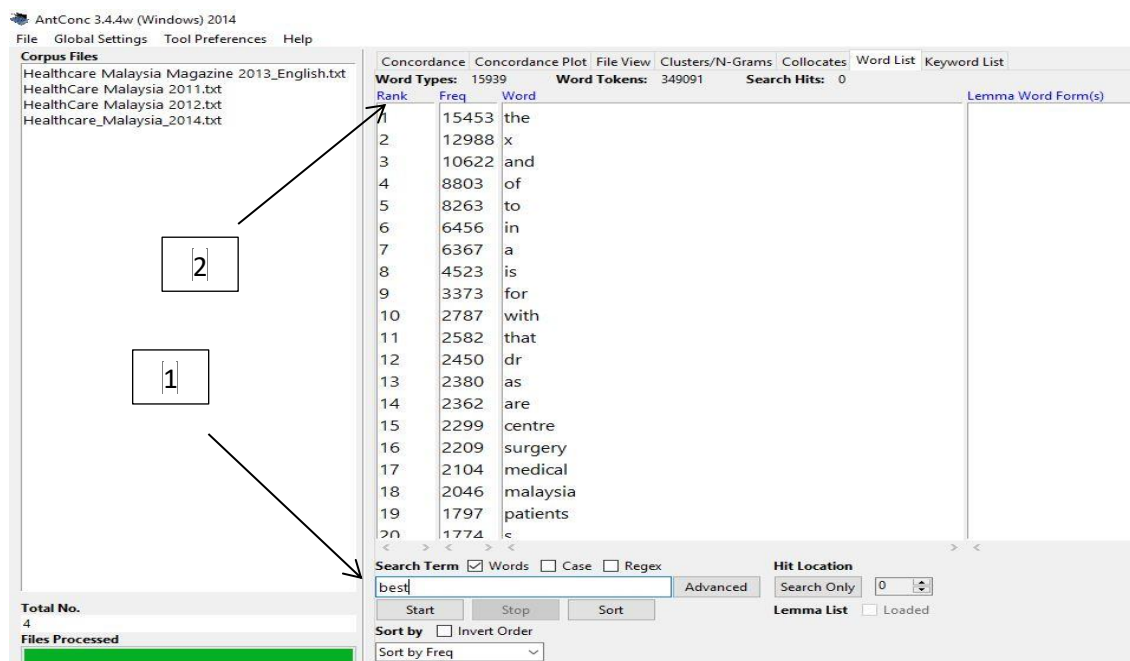 AntConc 3.4.4w (Windows) 2014
File Global Settings Tool Preferences Help
Corpus Files
Healthcare Malaysia Magazine 2013_English.txt
HealthCare Malaysia 2011.txt
HealthCare Malaysia 2012.txt
Healthcare_Malaysia_2014.txt
2
1
Total No.
4
Files Processed
Concordance Concordance Plot File View Clusters/N-Grams Collocates Word List Keyword List
Word Types: 15939 Word Tokens: 349091 Search Hits: 0
Rank Freq Word Lemma Word Form(s)
1 15453 the
2 12988 x
3 10622 and
4 8803 of
5 8263 to
6 6456 in
7 6367 a
8 4523 is
9 3373 for
10 2787 with
11 2582 that
12 2450 dr
13 2380 as
14 2362 are
15 2299 centre
16 2209 surgery
17 2104 medical
18 2046 malaysia
19 1797 patients
20 1774 s
Search Term Words Case Regex Hit Location
best Advanced Search Only 0
Start Stop Sort Lemma List Loaded
Sort by Invert Order
Sort by Freq